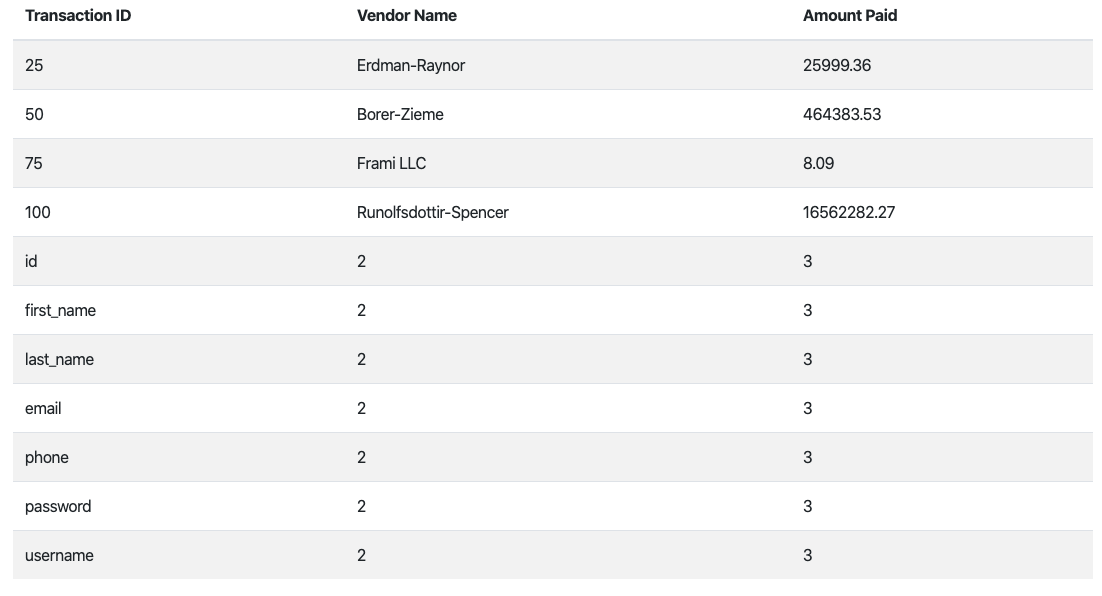 Transaction ID Vendor Name Amount Paid
25 Erdman-Raynor 25999.36
50 Borer-Zieme 464383.53
75 Frami LLC 8.09
100 Runolfsdottir-Spencer 16562282.27
id 2 3
first_name 2 3
last_name 2 3
email 2 3
phone 2 3
password 2 3
username 2 3